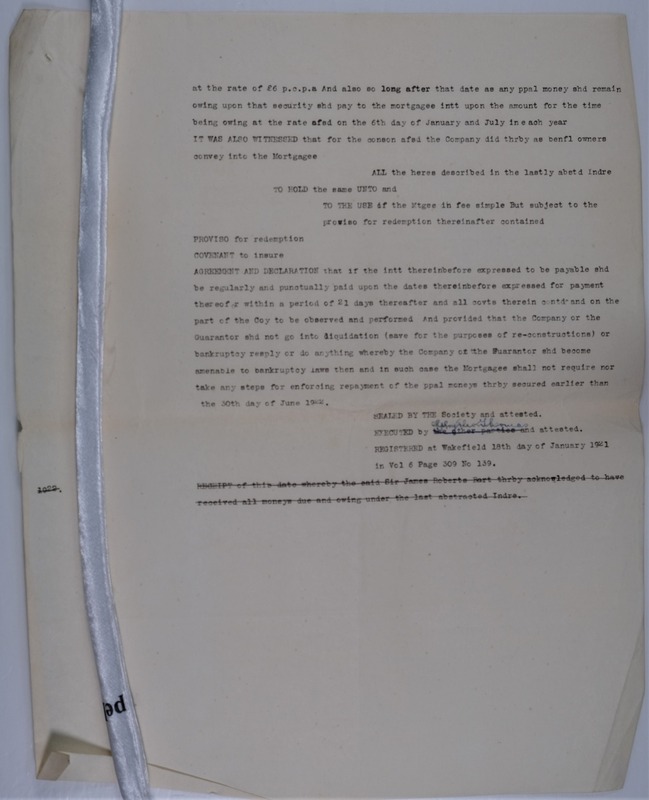 at the rate of £6 p.c.p.a And also so long after that date as any ppal money shd remain
owing upon that security shd pay to the mortgagee intt upon the amount for the time
being owing at the rate afsd on the 6th day of January and July in each year
IT WAS ALSO WITNESSED that for the conson afsd the Company did thrby as benfl owners
convey into the Mortgagee
ALL the heres described in the lastly abstd Indre
TO HOLD the same UNTO and
TO THE USE of the Mtgee in fee simple But subject to the
proviso for redemption thereinafter contained
PROVISO for redemption
COVENANT to insure
AGREEMENT AND DECLARATION that if the intt thereinbefore expressed to be payable shd
be regularly and punctually paid upon the dates thereinbefore expressed for payment
thereof or within a period of 21 days thereafter and all covts therein contd and on the
part of the Coy to be observed and performed And provided that the Company or the
Guarantor shd not go into liquidation (save for the purposes of re-constructions) or
bankruptcy resply or do anything whereby the Company or the Guarantor shd become
amenable to bankruptcy laws then and in such case the Mortgagee shall not require nor
take any steps for enforcing repayment of the ppal moneys thrby secured earlier than
the 30th day of June
SEALED BY THE Society and attested.
EXECUTED by the other parties and attested.
REGISTERED at Wakefield 18th day of January 1921
in Vol 6 Page 309 No 139.
1922.
RECEIPT of this date whereby the said Sir James Roberts Bart thrby acknowledged to have
received all moneys due and owing under the last abstracted Indre.